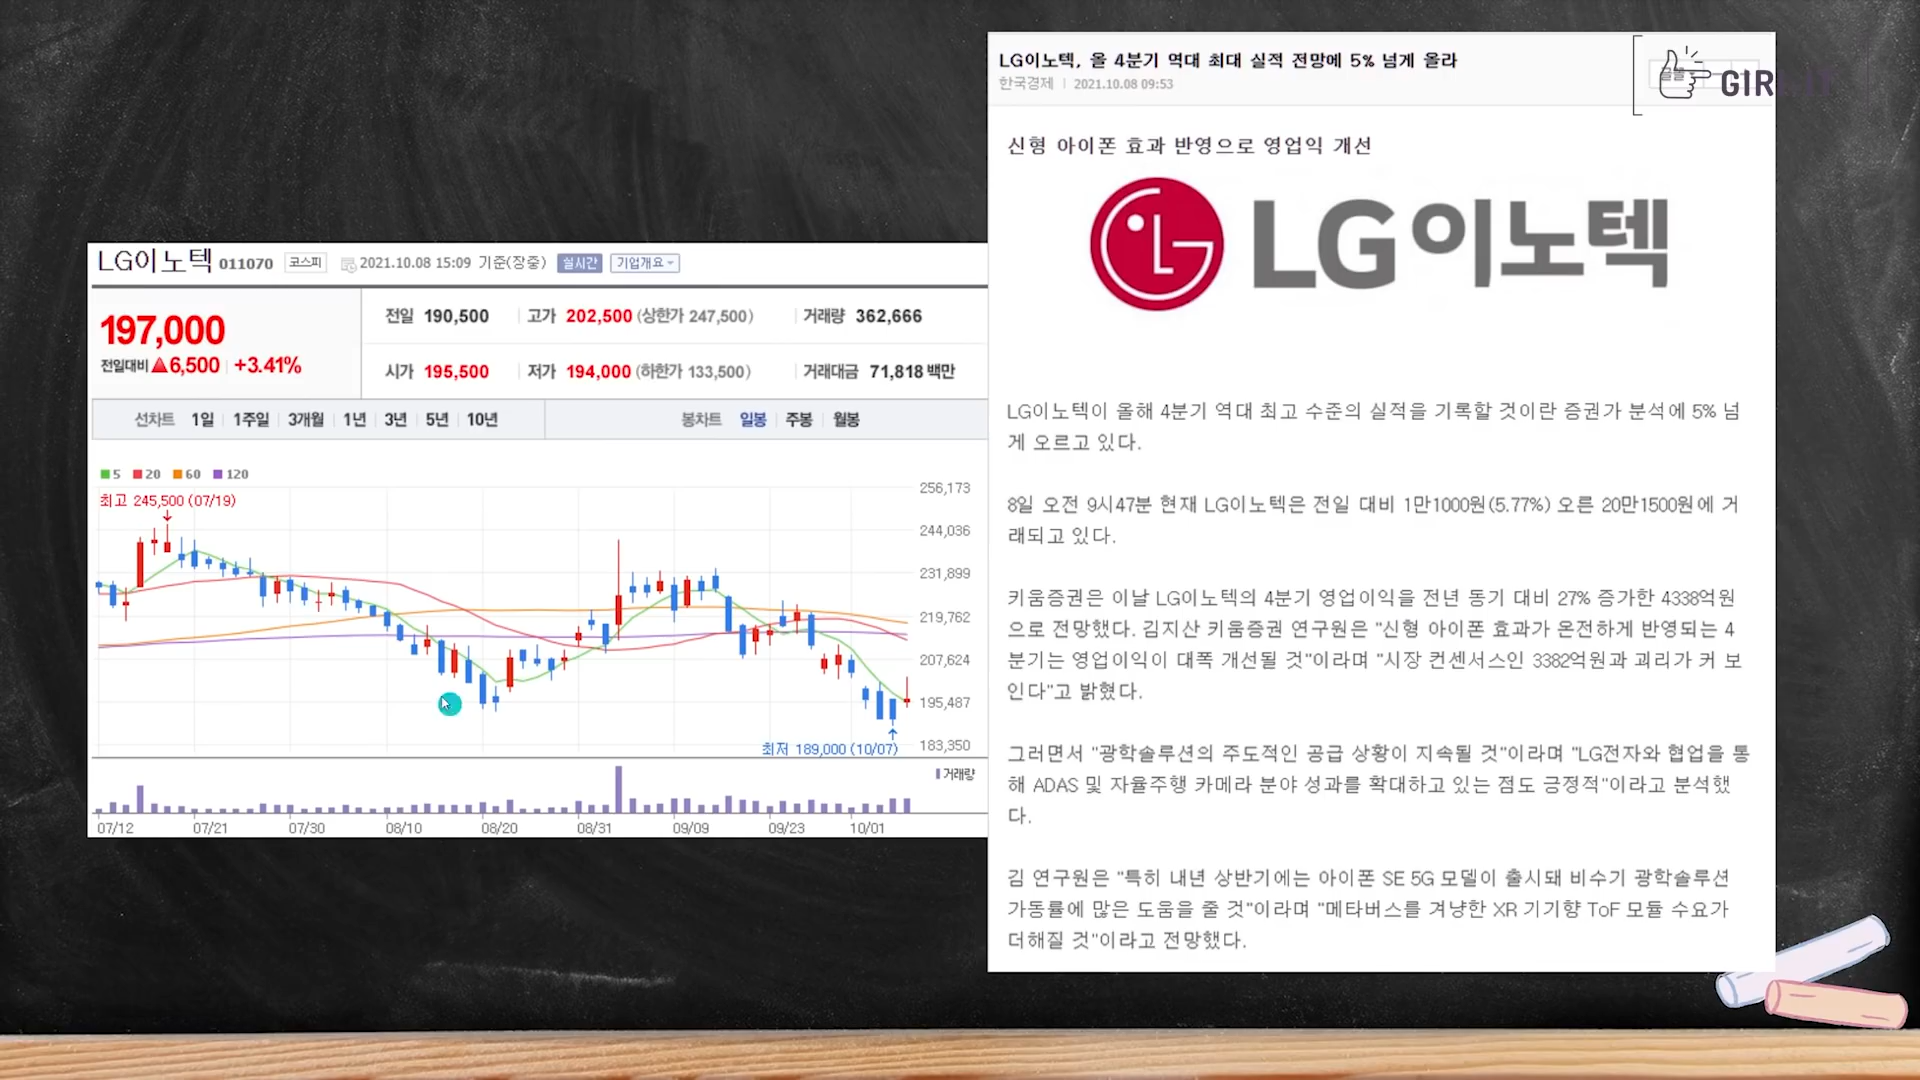 LG이노텍, 올 4분기 역대 최대 실적 전망에 5% 넘게 올라
한국경제 | 2021.10.08 09:53
GIR
신형 아이폰 효과 반영으로 영업익 개선
LG이노텍
LG이노텍이 올해 4분기 역대 최고 수준의 실적을 기록할 것이란 증권가 분석에 5% 넘
게 오르고 있다.
8일 오전 9시47분 현재 LG이노텍은 전일 대비 1만1000원(5.77%) 오른 20만1500원에 거
래되고 있다.
키움증권은 이날 LG이노텍의 4분기 영업이익을 전년 동기 대비 27% 증가한 4338억원
으로 전망했다. 김지산 키움증권 연구원은 "신형 아이폰 효과가 온전하게 반영되는 4
분기는 영업이익이 대폭 개선될 것"이라며 "시장 컨센서스인 3382억원과 괴리가 커 보
인다"고 밝혔다.
그러면서 "광학솔루션의 주도적인 공급 상황이 지속될 것"이라며 "LG전자와 협업을 통
해 ADAS 및 자율주행 카메라 분야 성과를 확대하고 있는 점도 긍정적"이라고 분석했
다.
김 연구원은 "특히 내년 상반기에는 아이폰 SE 5G 모델이 출시돼 비수기 광학솔루션
가동률에 많은 도움을 줄 것"이라며 "메타버스를 겨냥한 XR 기기향 ToF 모듈 수요가
더해질 것"이라고 전망했다.
LG이노텍 011070 코스피 2021.10.08 15:09 기준(장중) 실시간 기업개요
197,000
전일대비 ▲6,500 | +3.41%
전일 190,500 | 고가 202,500 (상한가 247,500) | 거래량 362,666
시가 195,500 | 저가 194,000 (하한가 133,500) | 거래대금 71,818 백만
선차트 1일 1주일 3개월 1년 3년 5년 10년 봉차트 일봉 주봉 월봉
5 20 60 120
최고 245,500 (07/19)
256,173
244,036
231,899
219,762
207,624
195,487
183,350
최저 189,000 (10/07)
거래량
07/12 07/21 07/30 08/10 08/20 08/31 09/09 09/23 10/01